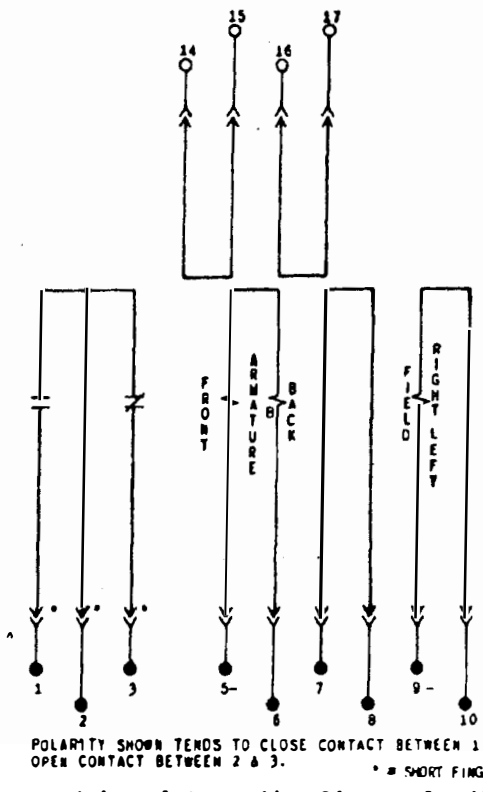 15
17
14
16
FRONT
ARMATURE
B
BACK
FIELD
RIGHT LEFT
*
*
*
1
3
5-
7
9-
2
6
8
10
POLARITY SHOWN TENDS TO CLOSE CONTACT BETWEEN 1
OPEN CONTACT BETWEEN 2 & 3.
* = SHORT FING